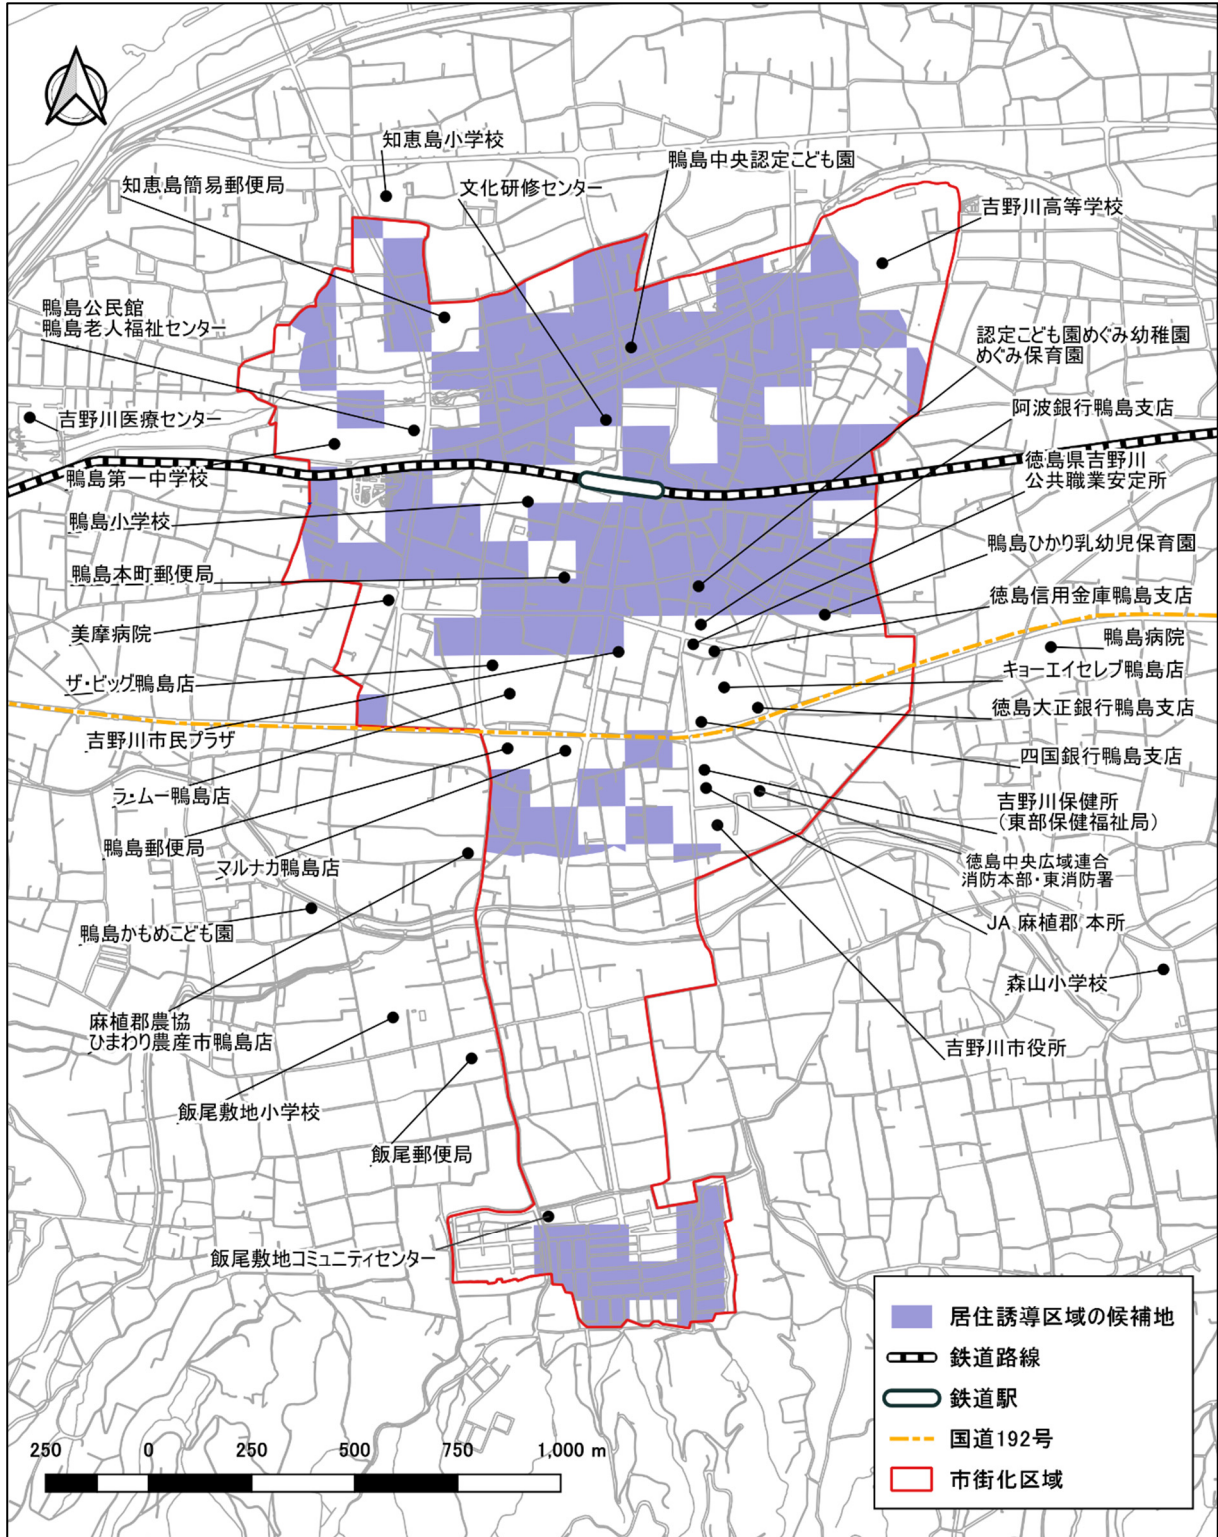 知恵島小学校
鴨島中央認定こども園
知恵島簡易郵便局
文化研修センター
吉野川高等学校
鴨島公民館
鴨島老人福祉センター
認定こども園めぐみ幼稚園
めぐみ保育園
吉野川医療センター
阿波銀行鴨島支店
徳島県吉野川
公共職業安定所
鴨島第一中学校
鴨島小学校
鴨島ひかり乳幼児保育園
鴨島本町郵便局
徳島信用金庫鴨島支店
美摩病院
鴨島病院
ザ・ビッグ鴨島店
キョーエイセレブ鴨島店
徳島大正銀行鴨島支店
吉野川市民プラザ
四国銀行鴨島支店
ラ・ムー鴨島店
吉野川保健所
（東部保健福祉局）
鴨島郵便局
マルナカ鴨島店
徳島中央広域連合
消防本部・東消防署
鴨島かもめこども園
JA 麻植郡 本所
森山小学校
麻植郡農協
ひまわり農産市鴨島店
吉野川市役所
飯尾敷地小学校
飯尾郵便局
飯尾敷地コミュニティセンター
居住誘導区域の候補地
鉄道路線
鉄道駅
国道192号
市街化区域
250 0 250 500 750 1,000 m